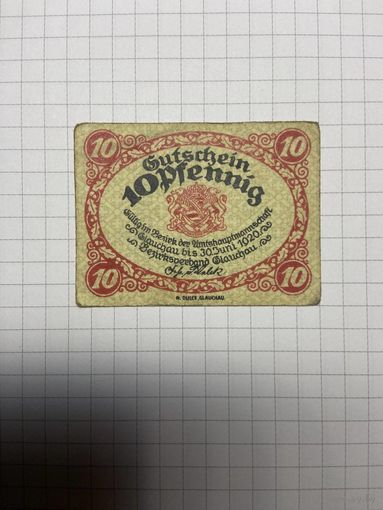 10 10
Gutschein
10 Pfennig
Gültig im Bezirk der Amtshauptmannschaft
Glauchau bis 30. Juni 1920.
Bezirksverband Glauchau
10 10
GLAUCHAU